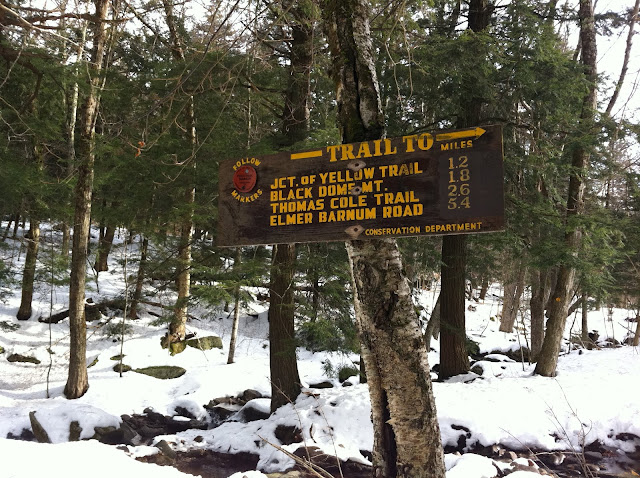 TRAIL TO
MILES
FOLLOW
MARKERS
JCT. OF YELLOW TRAIL 1.2
BLACK DOME MT. 1.8
THOMAS COLE TRAIL 2.6
ELMER BARNUM ROAD 5.4
CONSERVATION DEPARTMENT